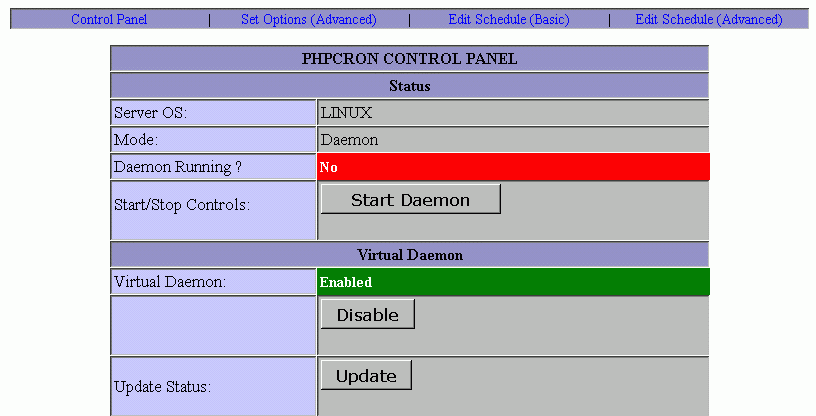 Control Panel | Set Options (Advanced) | Edit Schedule (Basic) | Edit Schedule (Advanced)
PHPCRON CONTROL PANEL
Status
Server OS: LINUX
Mode: Daemon
Daemon Running ? No
Start/Stop Controls: Start Daemon
Virtual Daemon
Virtual Daemon: Enabled
Disable
Update Status: Update